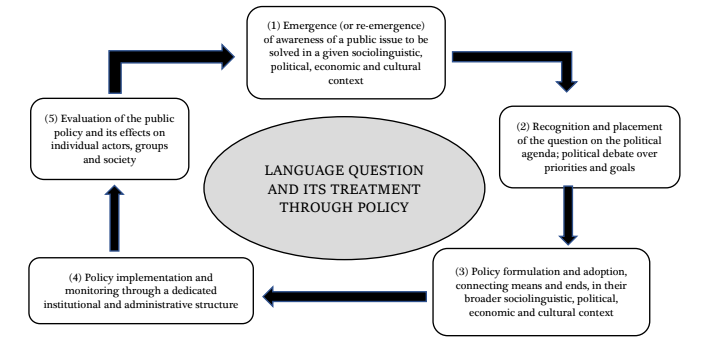 (1) Emergence (or re-emergence)
of awareness of a public issue to be
solved in a given sociolinguistic,
political, economic and cultural
context
(2) Recognition and placement
of the question on the political
agenda; political debate over
priorities and goals
(3) Policy formulation and adoption,
connecting means and ends, in their
broader sociolinguistic, political,
economic and cultural context
(4) Policy implementation and
monitoring through a dedicated
institutional and administrative structure
(5) Evaluation of the public
policy and its effects on
individual actors, groups
and society
LANGUAGE QUESTION
AND ITS TREATMENT
THROUGH POLICY